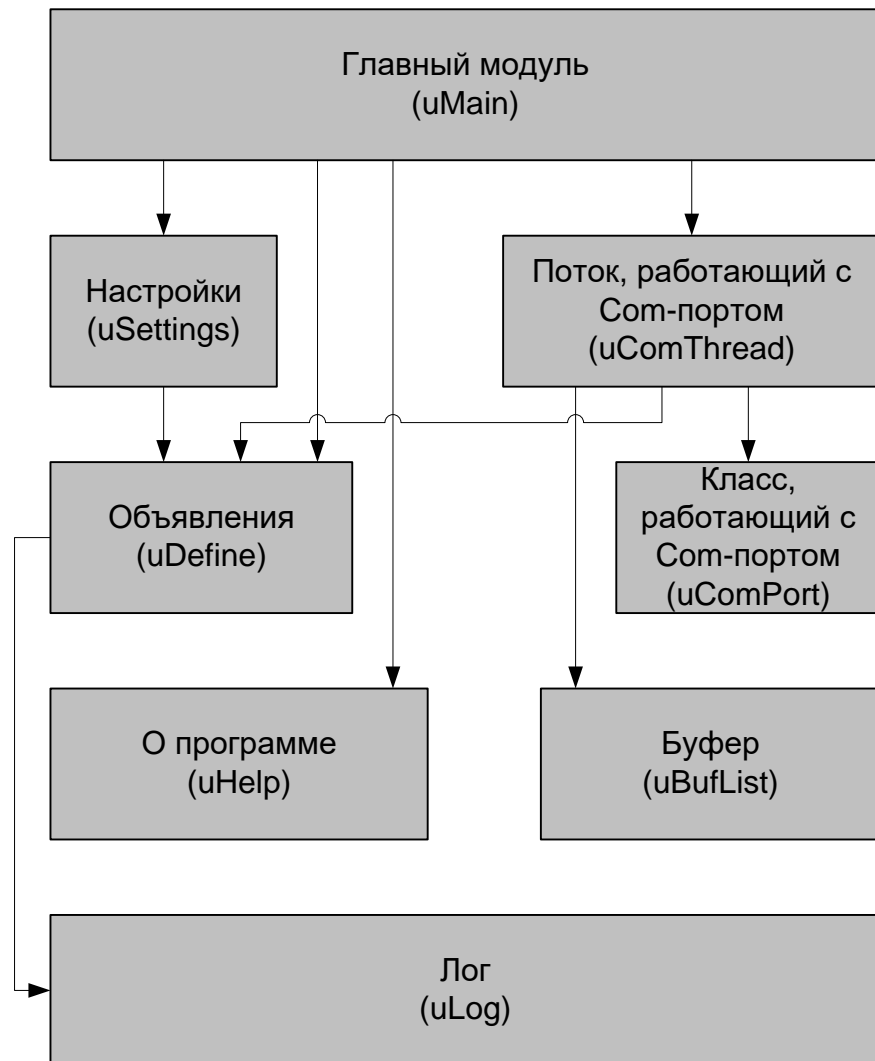 Главный модуль
(uMain)
Настройки
(uSettings)
Поток, работающий с
Com-портом
(uComThread)
Объявления
(uDefine)
Класс,
работающий с
Com-портом
(uComPort)
О программе
(uHelp)
Буфер
(uBufList)
Лог
(uLog)